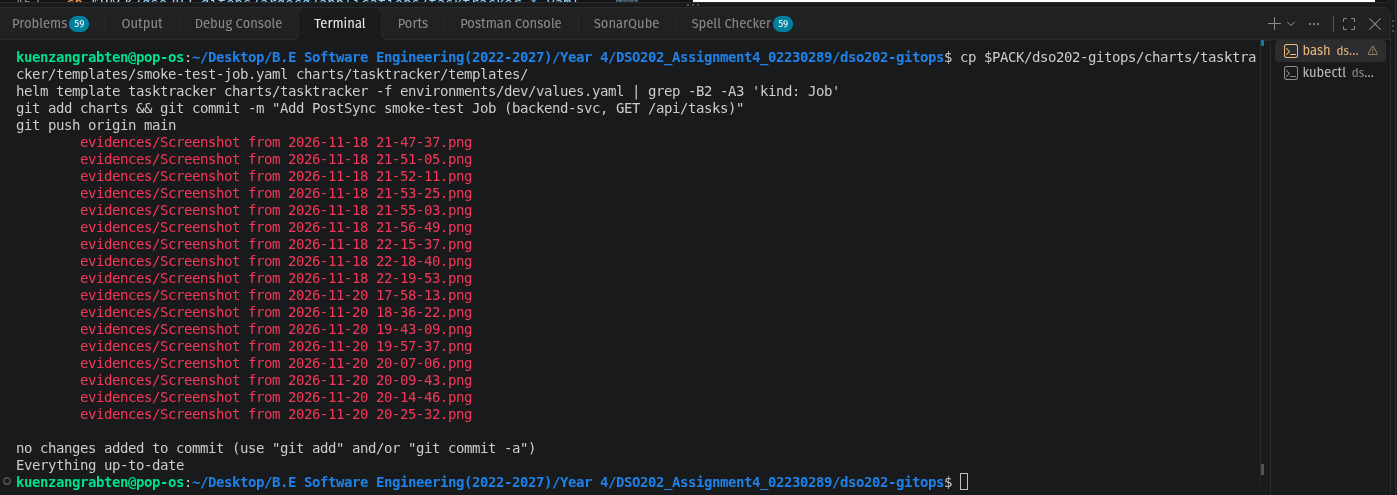 Problems 59 Output Debug Console Terminal Ports Postman Console SonarQube Spell Checker 59
kuenzangrabten@pop-os:~/Desktop/B.E Software Engineering(2022-2027)/Year 4/DSO202_Assignment4_02230289/dso202-gitops$ cp $PACK/dso202-gitops/charts/tasktra
cker/templates/smoke-test-job.yaml charts/tasktracker/templates/
helm template tasktracker charts/tasktracker -f environments/dev/values.yaml | grep -B2 -A3 'kind: Job'
git add charts && git commit -m "Add PostSync smoke-test Job (backend-svc, GET /api/tasks)"
git push origin main
evidences/Screenshot from 2026-11-18 21-47-37.png
evidences/Screenshot from 2026-11-18 21-51-05.png
evidences/Screenshot from 2026-11-18 21-52-11.png
evidences/Screenshot from 2026-11-18 21-53-25.png
evidences/Screenshot from 2026-11-18 21-55-03.png
evidences/Screenshot from 2026-11-18 21-56-49.png
evidences/Screenshot from 2026-11-18 22-15-37.png
evidences/Screenshot from 2026-11-18 22-18-40.png
evidences/Screenshot from 2026-11-18 22-19-53.png
evidences/Screenshot from 2026-11-20 17-58-13.png
evidences/Screenshot from 2026-11-20 18-36-22.png
evidences/Screenshot from 2026-11-20 19-43-09.png
evidences/Screenshot from 2026-11-20 19-57-37.png
evidences/Screenshot from 2026-11-20 20-07-06.png
evidences/Screenshot from 2026-11-20 20-09-43.png
evidences/Screenshot from 2026-11-20 20-14-46.png
evidences/Screenshot from 2026-11-20 20-25-32.png
no changes added to commit (use "git add" and/or "git commit -a")
Everything up-to-date
kuenzangrabten@pop-os:~/Desktop/B.E Software Engineering(2022-2027)/Year 4/DSO202_Assignment4_02230289/dso202-gitops$
bash ds...
kubectl ds...